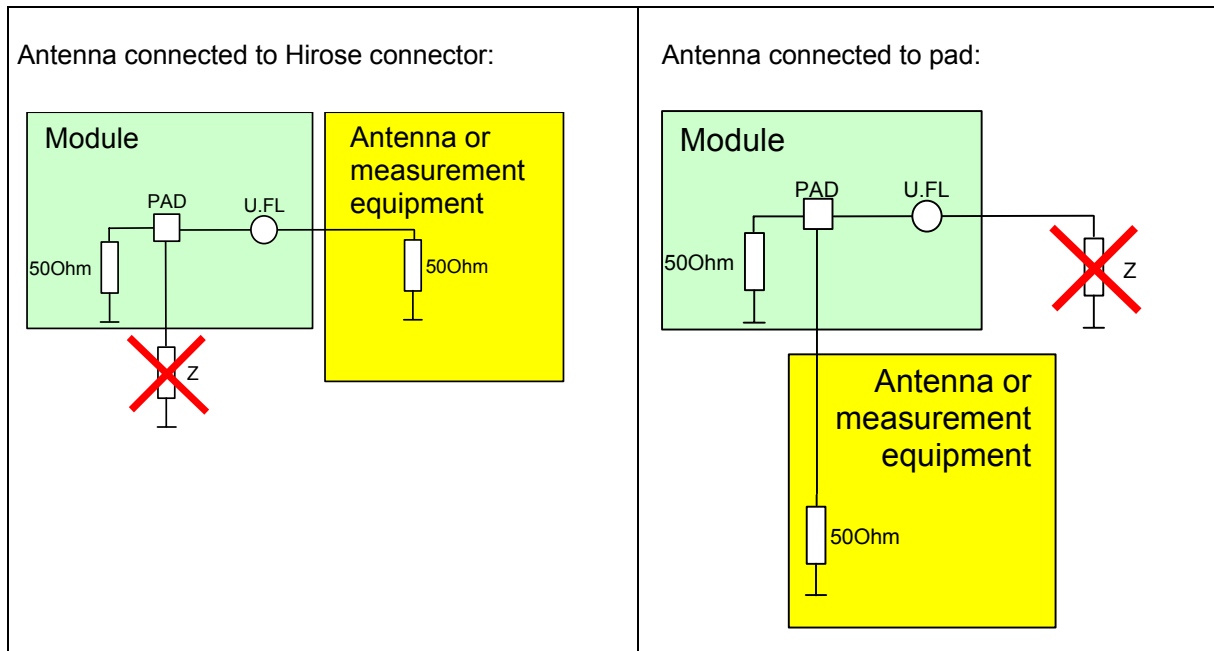 Antenna connected to Hirose connector:
Module
PAD
U.FL
50Ohm
Z
Antenna or
measurement
equipment
50Ohm
Antenna connected to pad:
Module
PAD
U.FL
50Ohm
Z
Antenna or
measurement
equipment
50Ohm